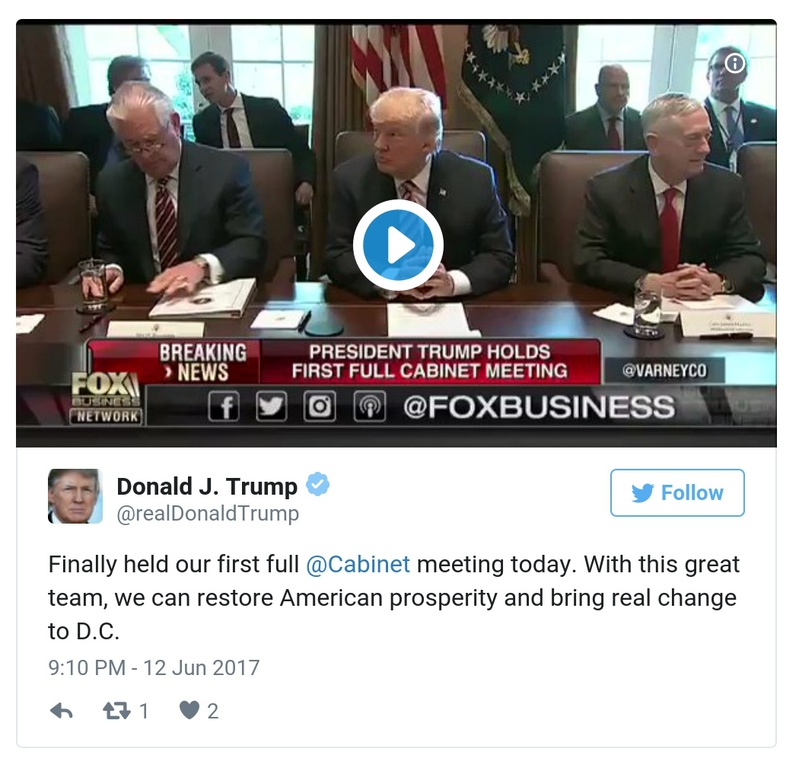 BREAKING
› NEWS
PRESIDENT TRUMP HOLDS
FIRST FULL CABINET MEETING
@VARNEYCO
FOX
BUSINESS
NETWORK
@FOXBUSINESS
Donald J. Trump
@realDonaldTrump
Follow
Finally held our first full @Cabinet meeting today. With this great
team, we can restore American prosperity and bring real change
to D.C.
9:10 PM - 12 Jun 2017
1
2